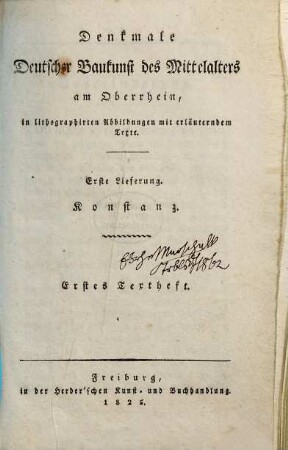 Denkmale
Deutscher Baukunst des Mittelalters
am Oberrhein,
in lithographirten Abbildungen mit erläuterndem
Texte.
Erste Lieferung.
Konstanz.
Erstes Textheft.
Freiburg,
in der Herder'schen Kunst- und Buchhandlung.
1825.